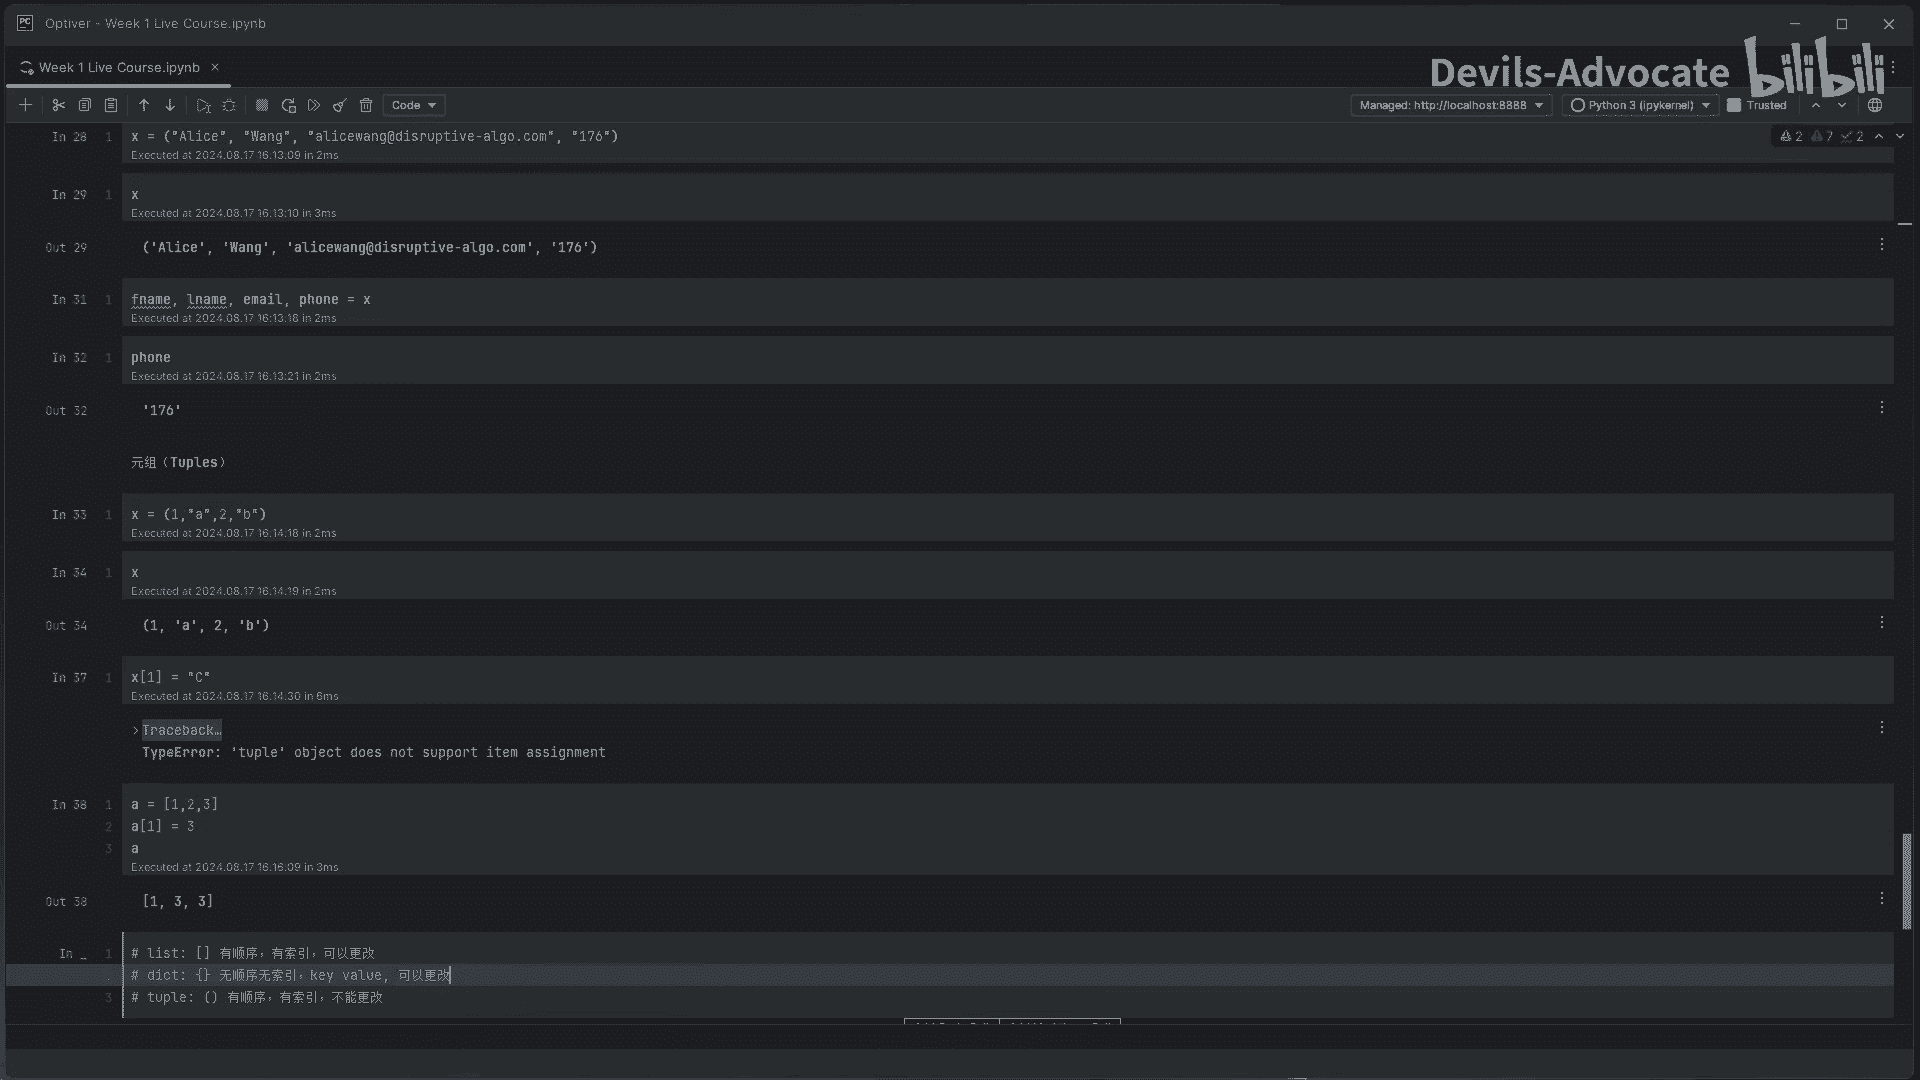 Optiver - Week 1 Live Course.ipynb
Week 1 Live Course.ipynb
Devils-Advocate bilibili
Code
Managed: http://localhost:8888
Python 3 (ipykernel)
Trusted
In 28 1 x = ("Alice", "Wang", "alicewang@disruptive-algo.com", "176")
2 7 2
Executed at 2024.08.17 16:13:09 in 2ms
In 29 1 x
Executed at 2024.08.17 16:13:10 in 3ms
Out 29 ('Alice', 'Wang', 'alicewang@disruptive-algo.com', '176')
In 31 1 fname, lname, email, phone = x
Executed at 2024.08.17 16:13:18 in 2ms
In 32 1 phone
Executed at 2024.08.17 16:13:21 in 2ms
Out 32 '176'
元组（Tuples）
In 33 1 x = (1,"a",2,"b")
Executed at 2024.08.17 16:14:18 in 2ms
In 34 1 x
Executed at 2024.08.17 16:14:19 in 2ms
Out 34 (1, 'a', 2, 'b')
In 37 1 x[1] = "C"
Executed at 2024.08.17 16:14:30 in 6ms
Traceback…
TypeError: 'tuple' object does not support item assignment
In 38 1 a = [1,2,3]
2 a[1] = 3
3 a
Executed at 2024.08.17 16:16:09 in 3ms
Out 38 [1, 3, 3]
In _ 1 # list: [] 有顺序，有索引，可以更改
# dict: {} 无顺序无索引，key value, 可以更改
3 # tuple: () 有顺序，有索引，不能更改